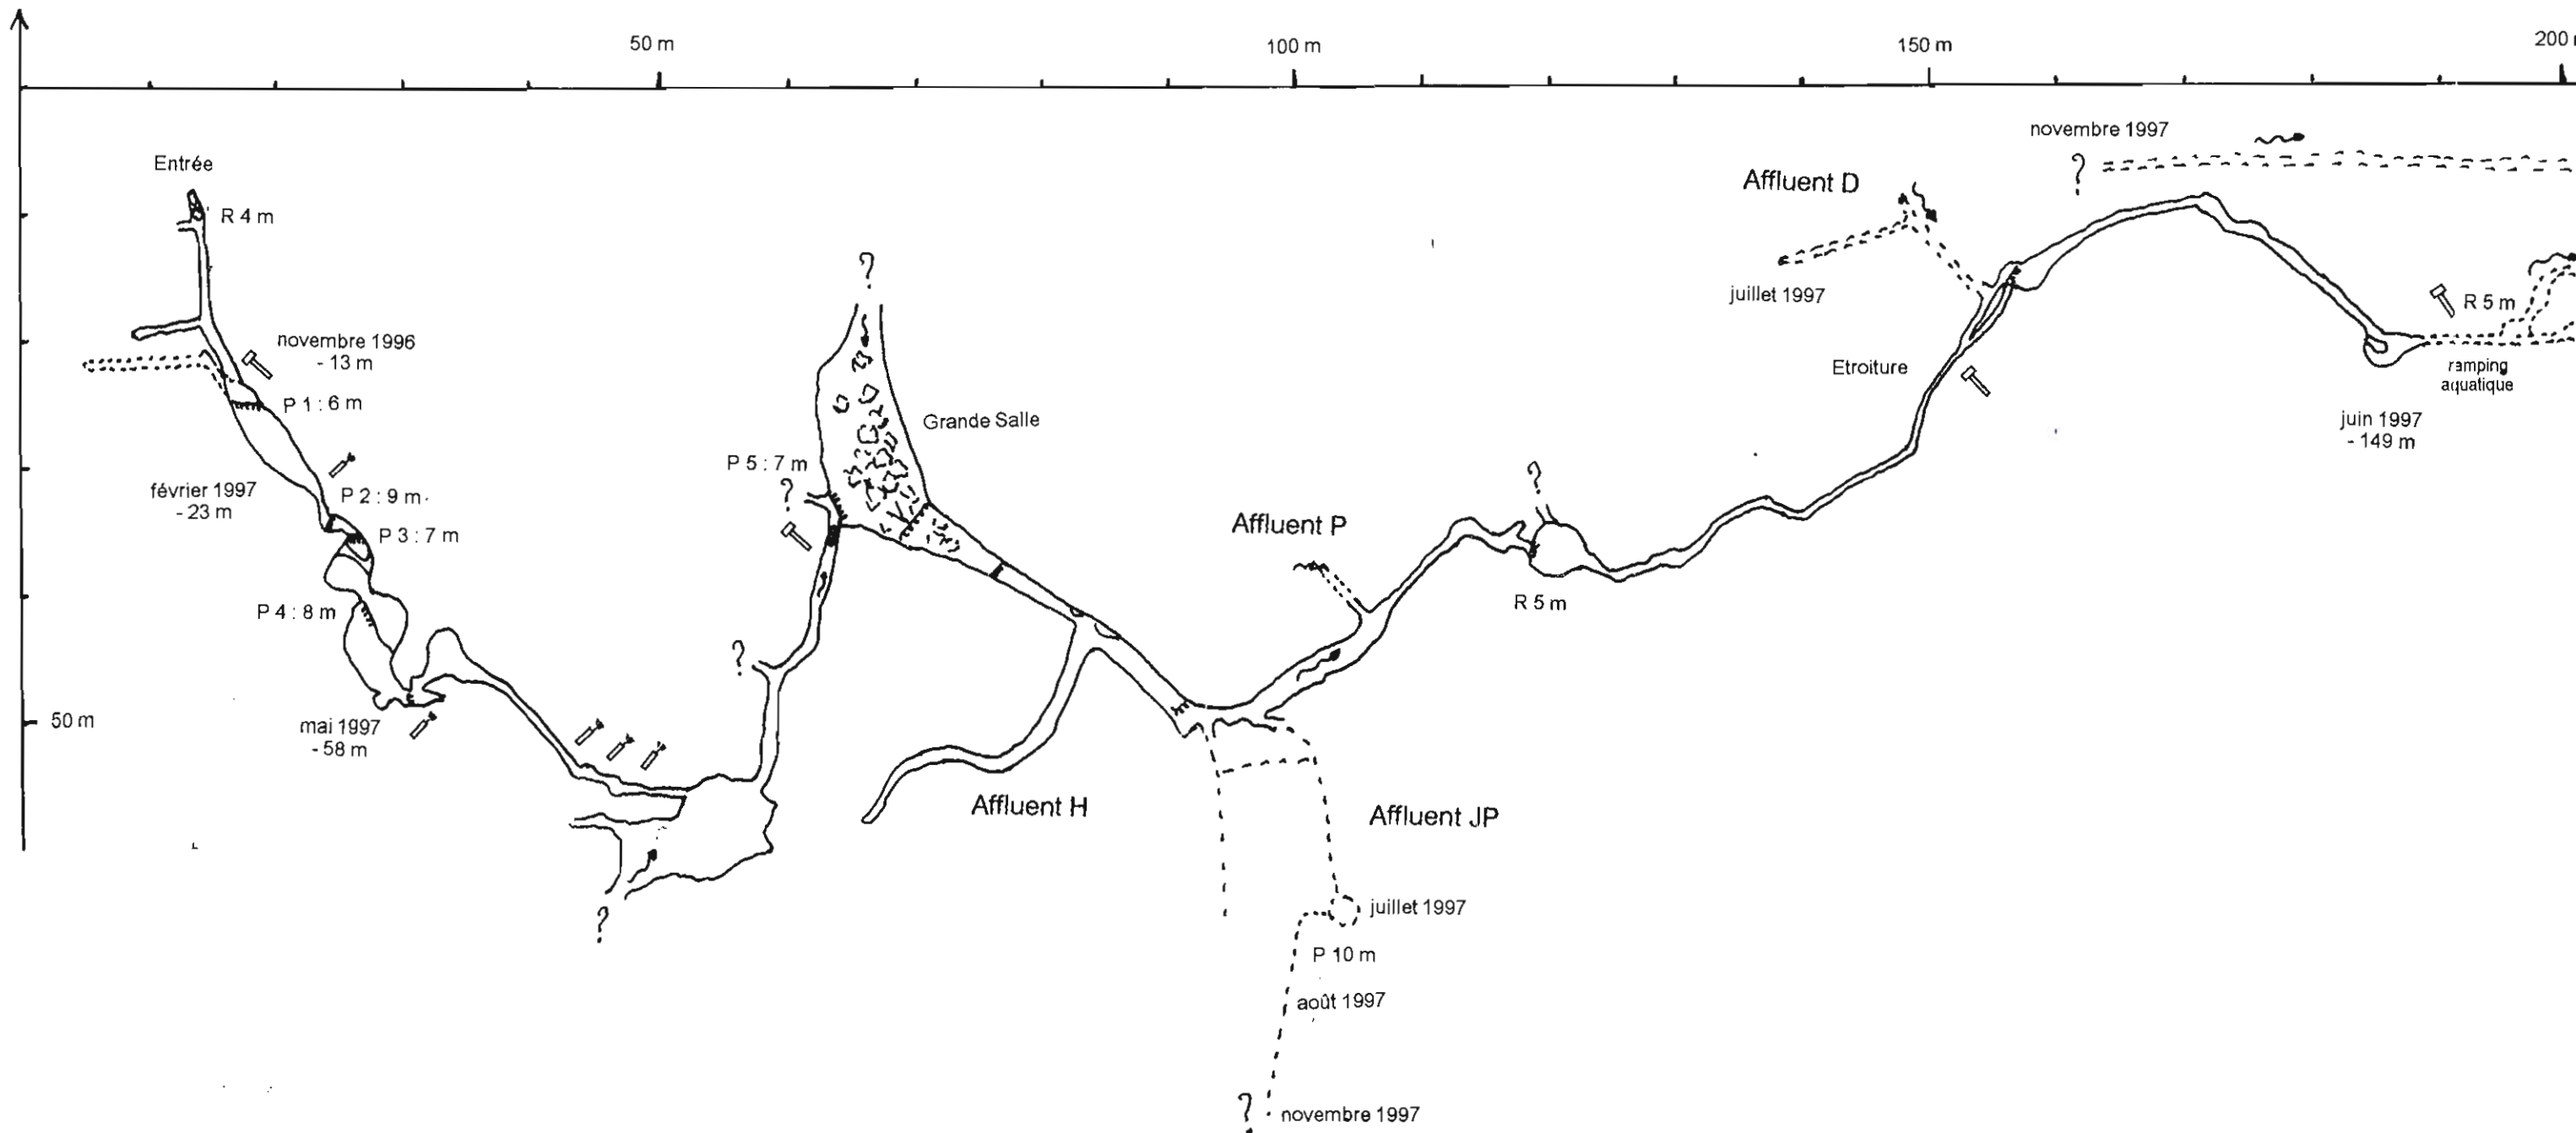 50 m
100 m
150 m
200
Entrée
R 4 m
novembre 1996
- 13 m
P 1 : 6 m
février 1997
- 23 m
P 2 : 9 m
P 3 : 7 m
P 4 : 8 m
mai 1997
- 58 m
50 m
?
P 5 : 7 m
?
?
?
Grande Salle
Affluent H
Affluent P
Affluent JP
juillet 1997
P 10 m
août 1997
?
novembre 1997
?
R 5 m
Affluent D
juillet 1997
Etroiture
novembre 1997
?
R 5 m
ramping
aquatique
juin 1997
- 149 m